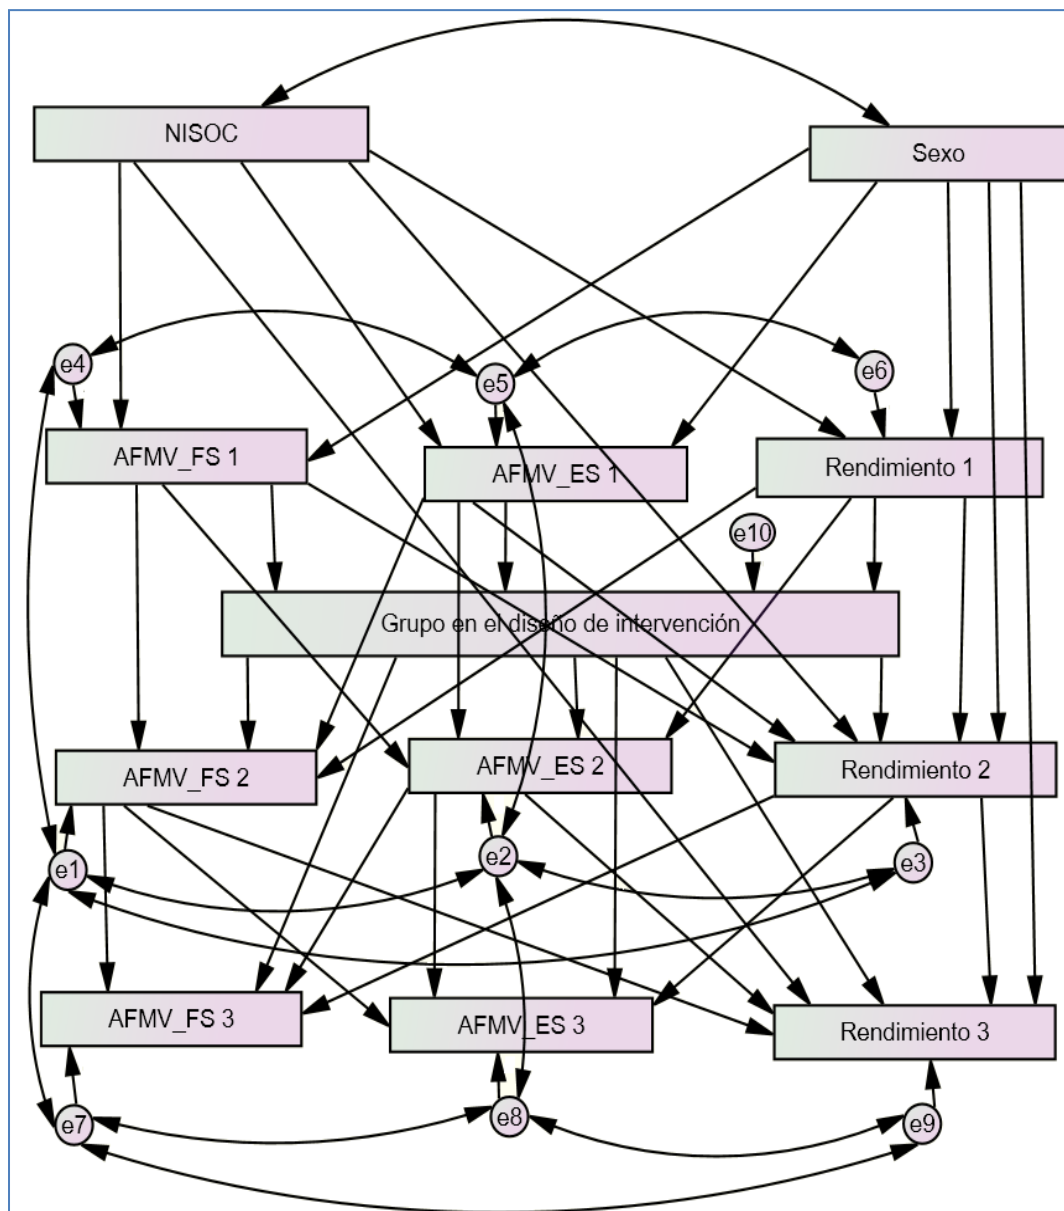 NISOC
Sexo
e4
e5
e6
AFMV_FS 1
AFMV_ES 1
Rendimiento 1
e10
Grupo en el diseño de intervención
AFMV_FS 2
AFMV_ES 2
Rendimiento 2
e1
e2
e3
AFMV_FS 3
AFMV_ES 3
Rendimiento 3
e7
e8
e9